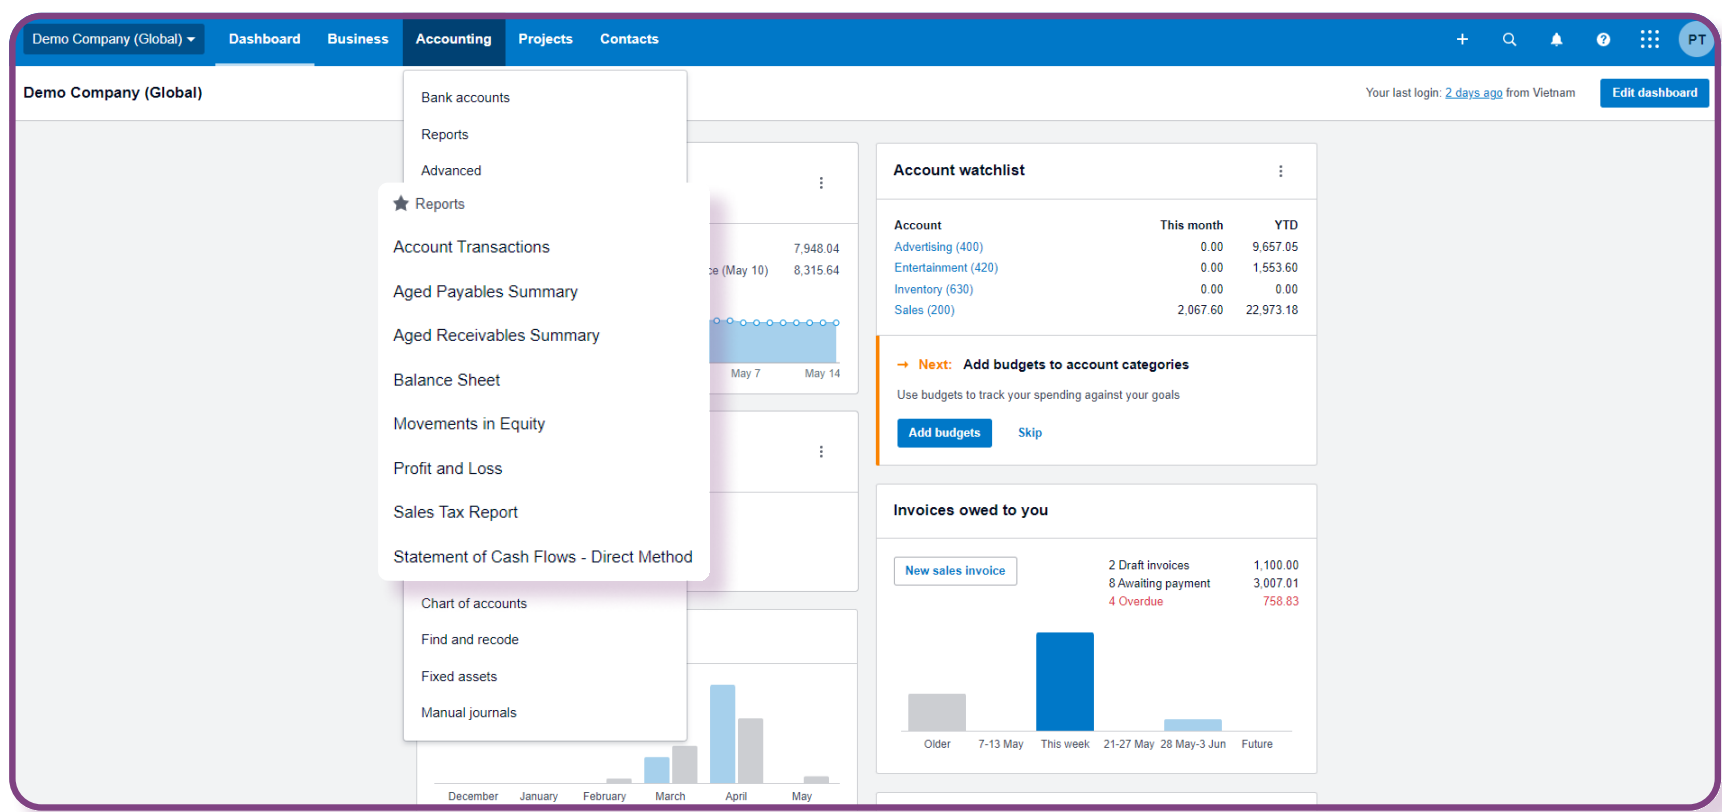 Demo Company (Global)
Dashboard
Business
Accounting
Projects
Contacts
PT
Demo Company (Global)
Your last login: 2 days ago from Vietnam
Edit dashboard
Bank accounts
Reports
Advanced
Reports
Account Transactions
Aged Payables Summary
Aged Receivables Summary
Balance Sheet
Movements in Equity
Profit and Loss
Sales Tax Report
Statement of Cash Flows - Direct Method
Chart of accounts
Find and recode
Fixed assets
Manual journals
7,948.04
(May 10) 8,315.64
May 7 May 14
December January February March April May
Account watchlist
Account This month YTD
Advertising (400) 0.00 9,657.05
Entertainment (420) 0.00 1,553.60
Inventory (630) 0.00 0.00
Sales (200) 2,067.60 22,973.18
→ Next: Add budgets to account categories
Use budgets to track your spending against your goals
Add budgets Skip
Invoices owed to you
New sales invoice
2 Draft invoices 1,100.00
8 Awaiting payment 3,007.01
4 Overdue 758.83
Older 7-13 May This week 21-27 May 28 May-3 Jun Future